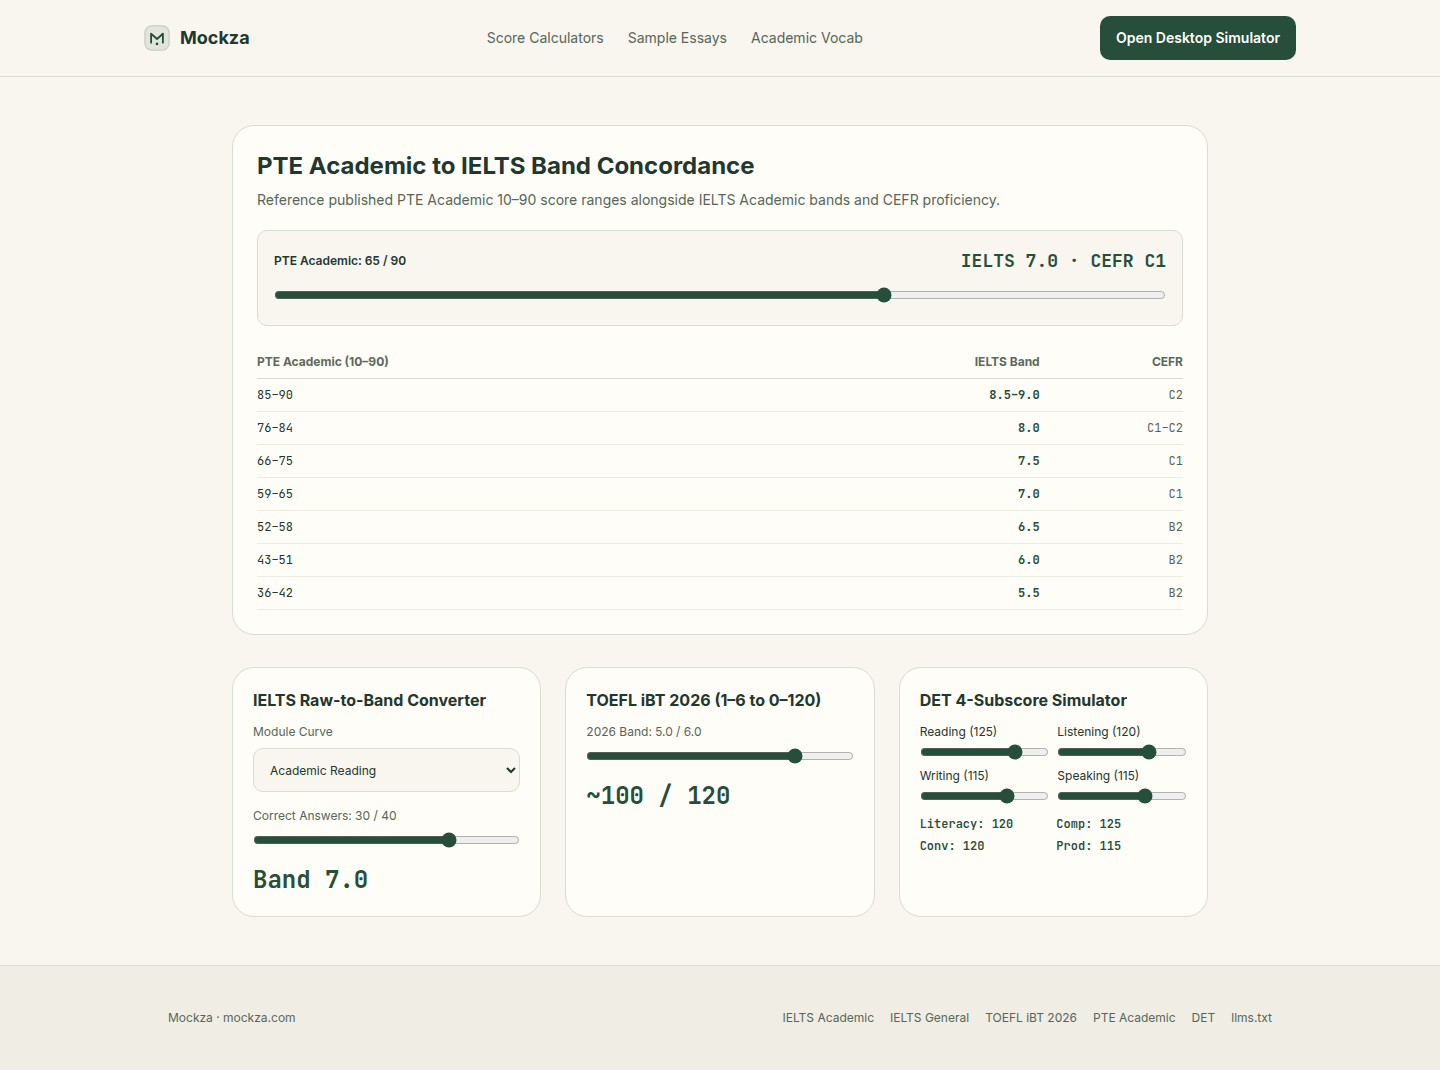 Mockza
Score Calculators Sample Essays Academic Vocab
Open Desktop Simulator
PTE Academic to IELTS Band Concordance
Reference published PTE Academic 10–90 score ranges alongside IELTS Academic bands and CEFR proficiency.
PTE Academic: 65 / 90
IELTS 7.0 · CEFR C1
PTE Academic (10–90) IELTS Band CEFR
85–90 8.5–9.0 C2
76–84 8.0 C1–C2
66–75 7.5 C1
59–65 7.0 C1
52–58 6.5 B2
43–51 6.0 B2
36–42 5.5 B2
IELTS Raw-to-Band Converter
Module Curve
Academic Reading
Correct Answers: 30 / 40
Band 7.0
TOEFL iBT 2026 (1–6 to 0–120)
2026 Band: 5.0 / 6.0
~100 / 120
DET 4-Subscore Simulator
Reading (125) Listening (120)
Writing (115) Speaking (115)
Literacy: 120 Comp: 125
Conv: 120 Prod: 115
Mockza · mockza.com
IELTS Academic IELTS General TOEFL iBT 2026 PTE Academic DET llms.txt